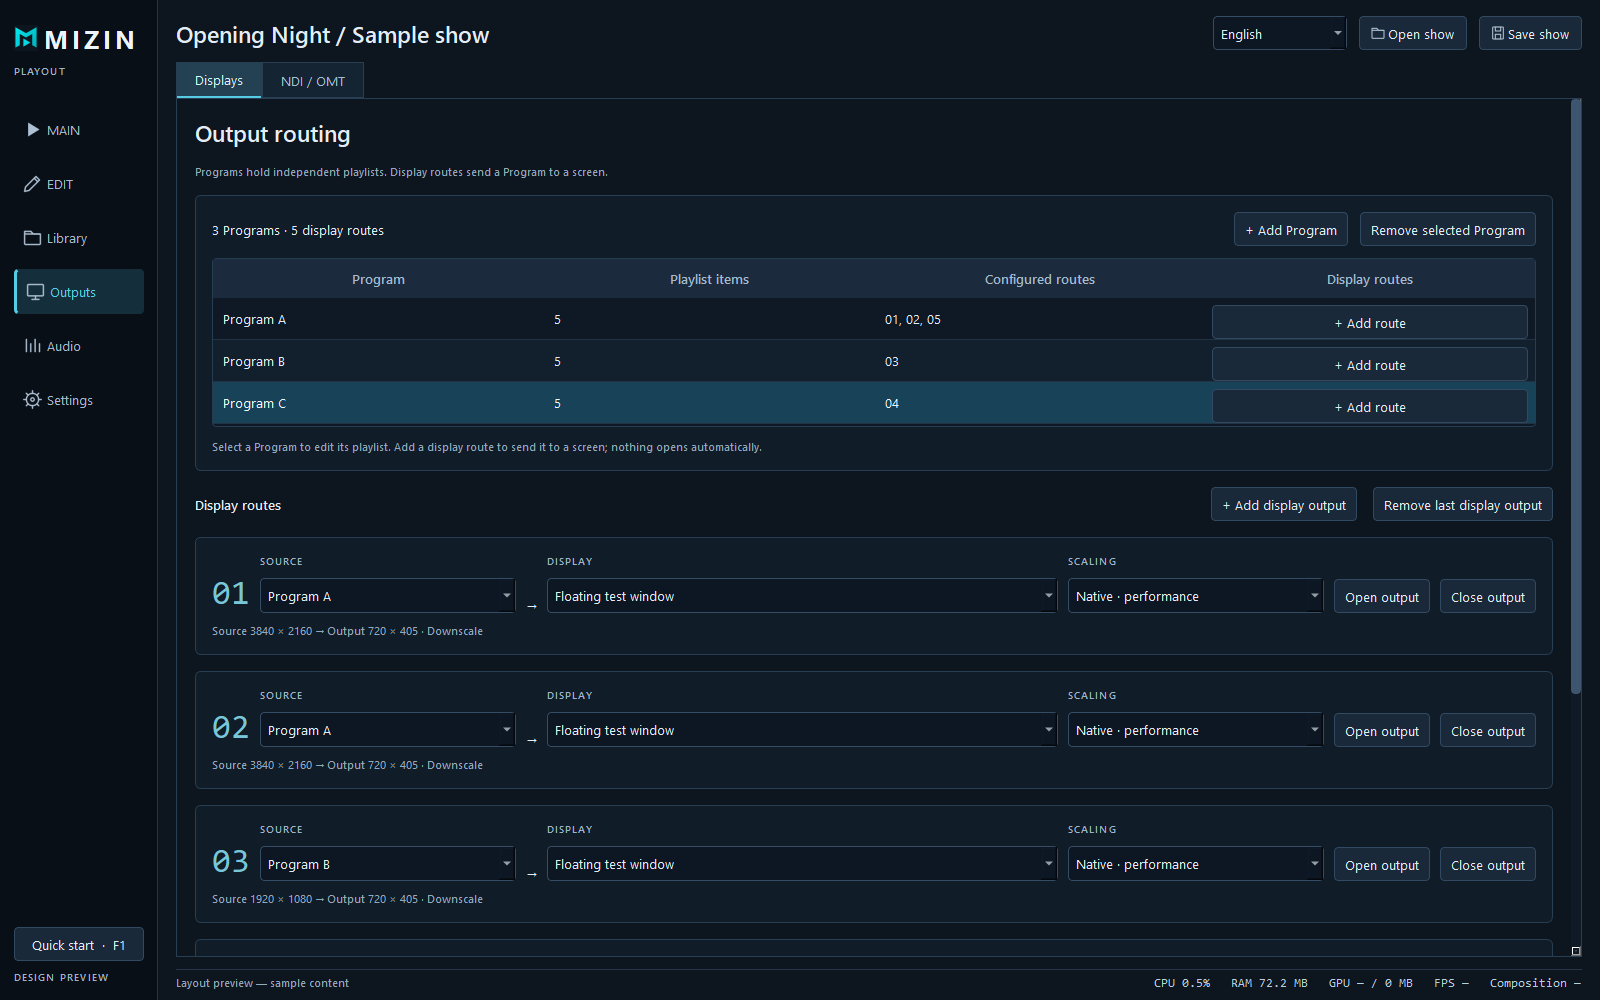 MIZIN
PLAYOUT
MAIN
EDIT
Library
Outputs
Audio
Settings
Quick start · F1
DESIGN PREVIEW
Opening Night / Sample show
English
Open show
Save show
Displays
NDI / OMT
Output routing
Programs hold independent playlists. Display routes send a Program to a screen.
3 Programs · 5 display routes
+ Add Program
Remove selected Program
Program Playlist items Configured routes Display routes
Program A 5 01, 02, 05 + Add route
Program B 5 03 + Add route
Program C 5 04 + Add route
Select a Program to edit its playlist. Add a display route to send it to a screen; nothing opens automatically.
Display routes
+ Add display output
Remove last display output
SOURCE DISPLAY SCALING
01 Program A → Floating test window Native · performance Open output Close output
Source 3840 × 2160 → Output 720 × 405 · Downscale
SOURCE DISPLAY SCALING
02 Program A → Floating test window Native · performance Open output Close output
Source 3840 × 2160 → Output 720 × 405 · Downscale
SOURCE DISPLAY SCALING
03 Program B → Floating test window Native · performance Open output Close output
Source 1920 × 1080 → Output 720 × 405 · Downscale
Layout preview — sample content
CPU 0.5% RAM 72.2 MB GPU — / 0 MB FPS — Composition —